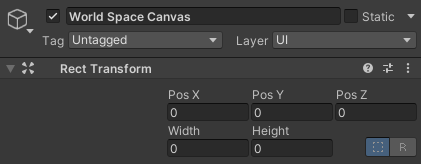 World Space Canvas Static
Tag Untagged Layer UI
Rect Transform
Pos X Pos Y Pos Z
0 0 0
Width Height
0 0 R